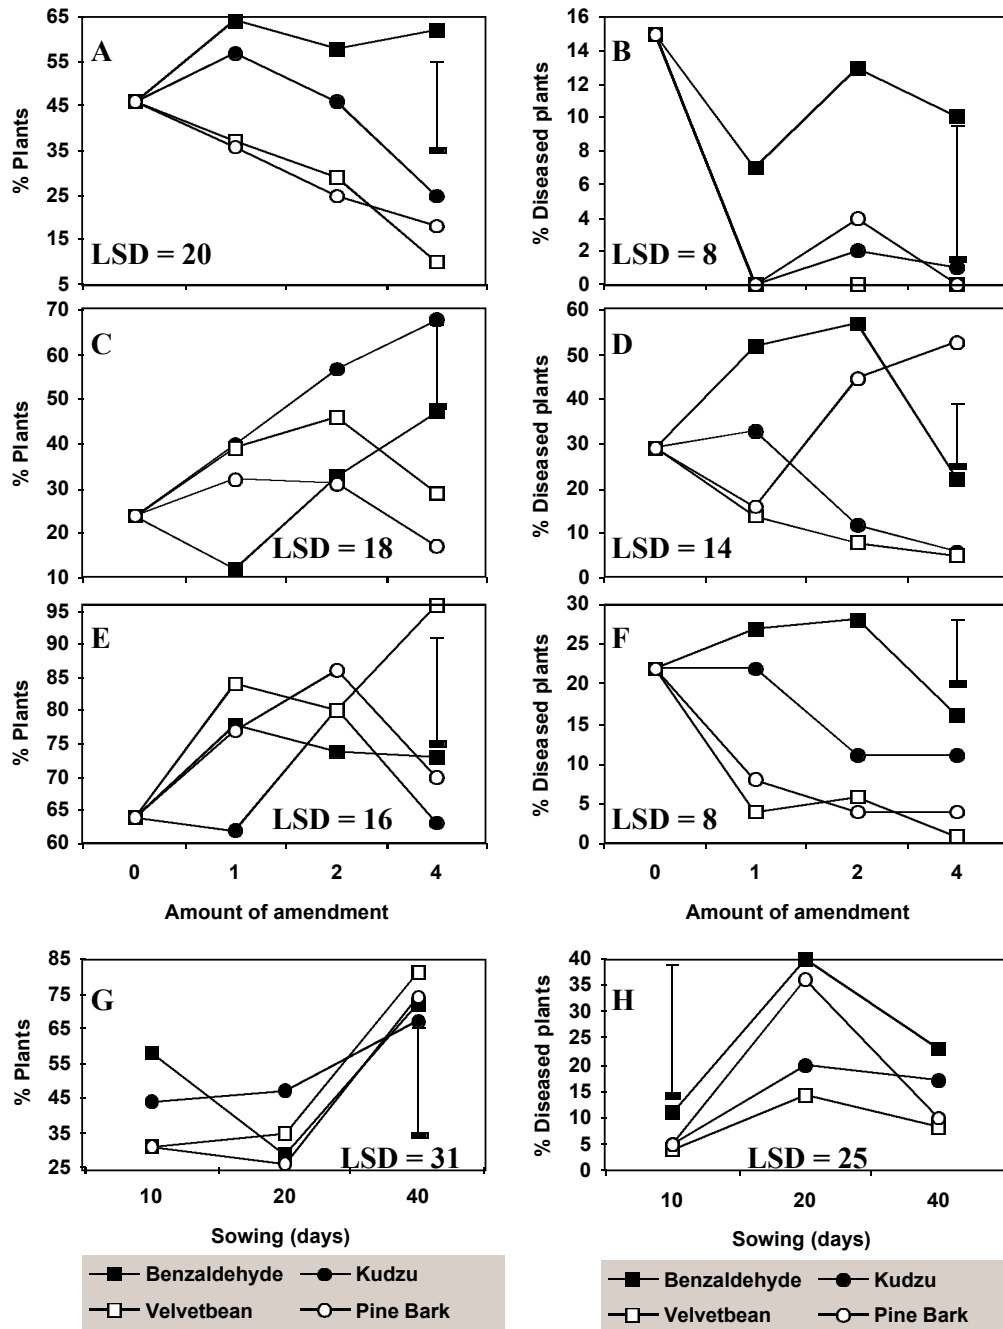 A
% Plants
65
55
45
35
25
15
5
LSD = 20
B
% Diseased plants
16
14
12
10
8
6
4
2
0
LSD = 8
C
% Plants
70
60
50
40
30
20
10
LSD = 18
D
% Diseased plants
60
50
40
30
20
10
0
LSD = 14
E
% Plants
95
90
85
80
75
70
65
60
LSD = 16
0 1 2 4
Amount of amendment
F
% Diseased plants
30
25
20
15
10
5
0
LSD = 8
0 1 2 4
Amount of amendment
G
% Plants
85
75
65
55
45
35
25
LSD = 31
10 20 40
Sowing (days)
H
% Diseased plants
40
35
30
25
20
15
10
5
0
LSD = 25
10 20 40
Sowing (days)
Benzaldehyde Kudzu
Velvetbean Pine Bark
Benzaldehyde Kudzu
Velvetbean Pine Bark